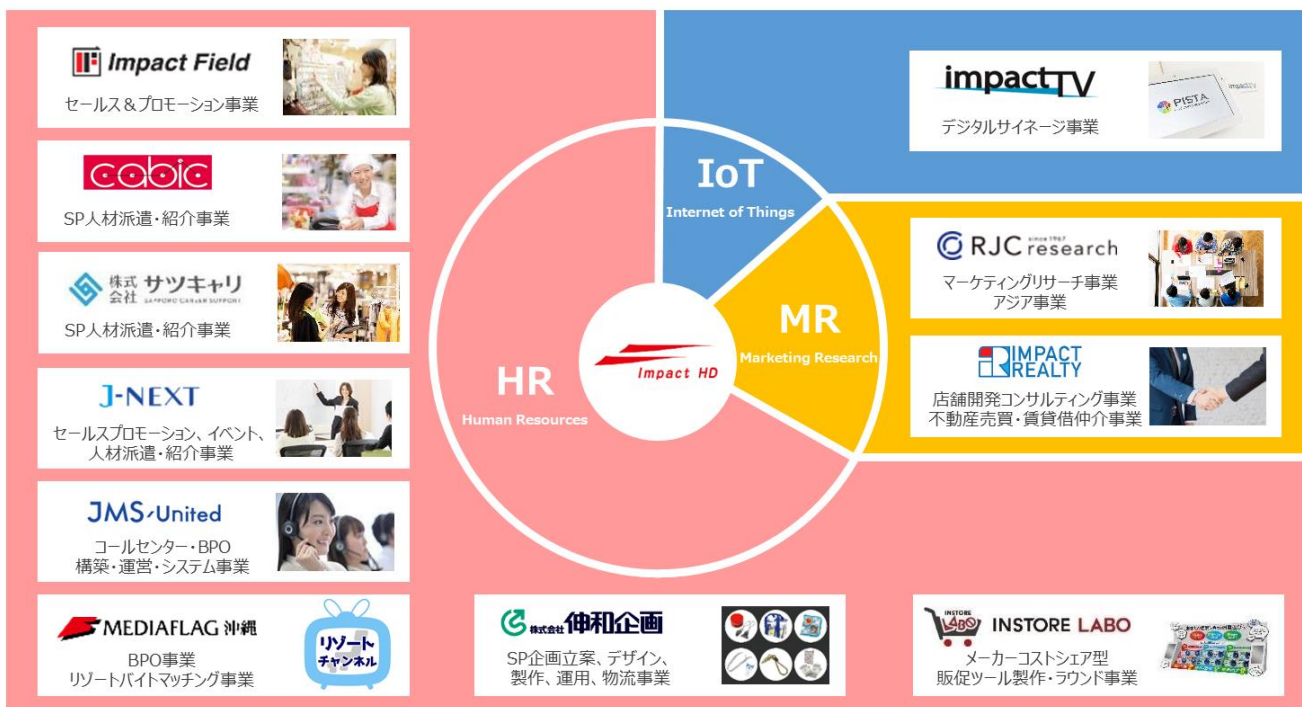 Impact Field
セールス＆プロモーション事業
cabic
SP人材派遣・紹介事業
株式会社 サツキャリ
SAPPORO CAREER SUPPORT
SP人材派遣・紹介事業
J-NEXT
セールスプロモーション、イベント、
人材派遣・紹介事業
JMS United
コールセンター・BPO
構築・運営・システム事業
MEDIAFLAG 沖縄
BPO事業
リゾートバイトマッチング事業
リゾート
チャンネル
HR
Human Resources
Impact HD
IoT
Internet of Things
MR
Marketing Research
impactTV
デジタルサイネージ事業
PISTA
impactTV
RJC research
since 1967
マーケティングリサーチ事業
アジア事業
IMPACT
REALTY
店舗開発コンサルティング事業
不動産売買・賃貸借仲介事業
株式会社 伸和企画
SP企画立案、デザイン、
製作、運用、物流事業
INSTORE
LABO
INSTORE LABO
メーカーコストシェア型
販促ツール製作・ラウンド事業